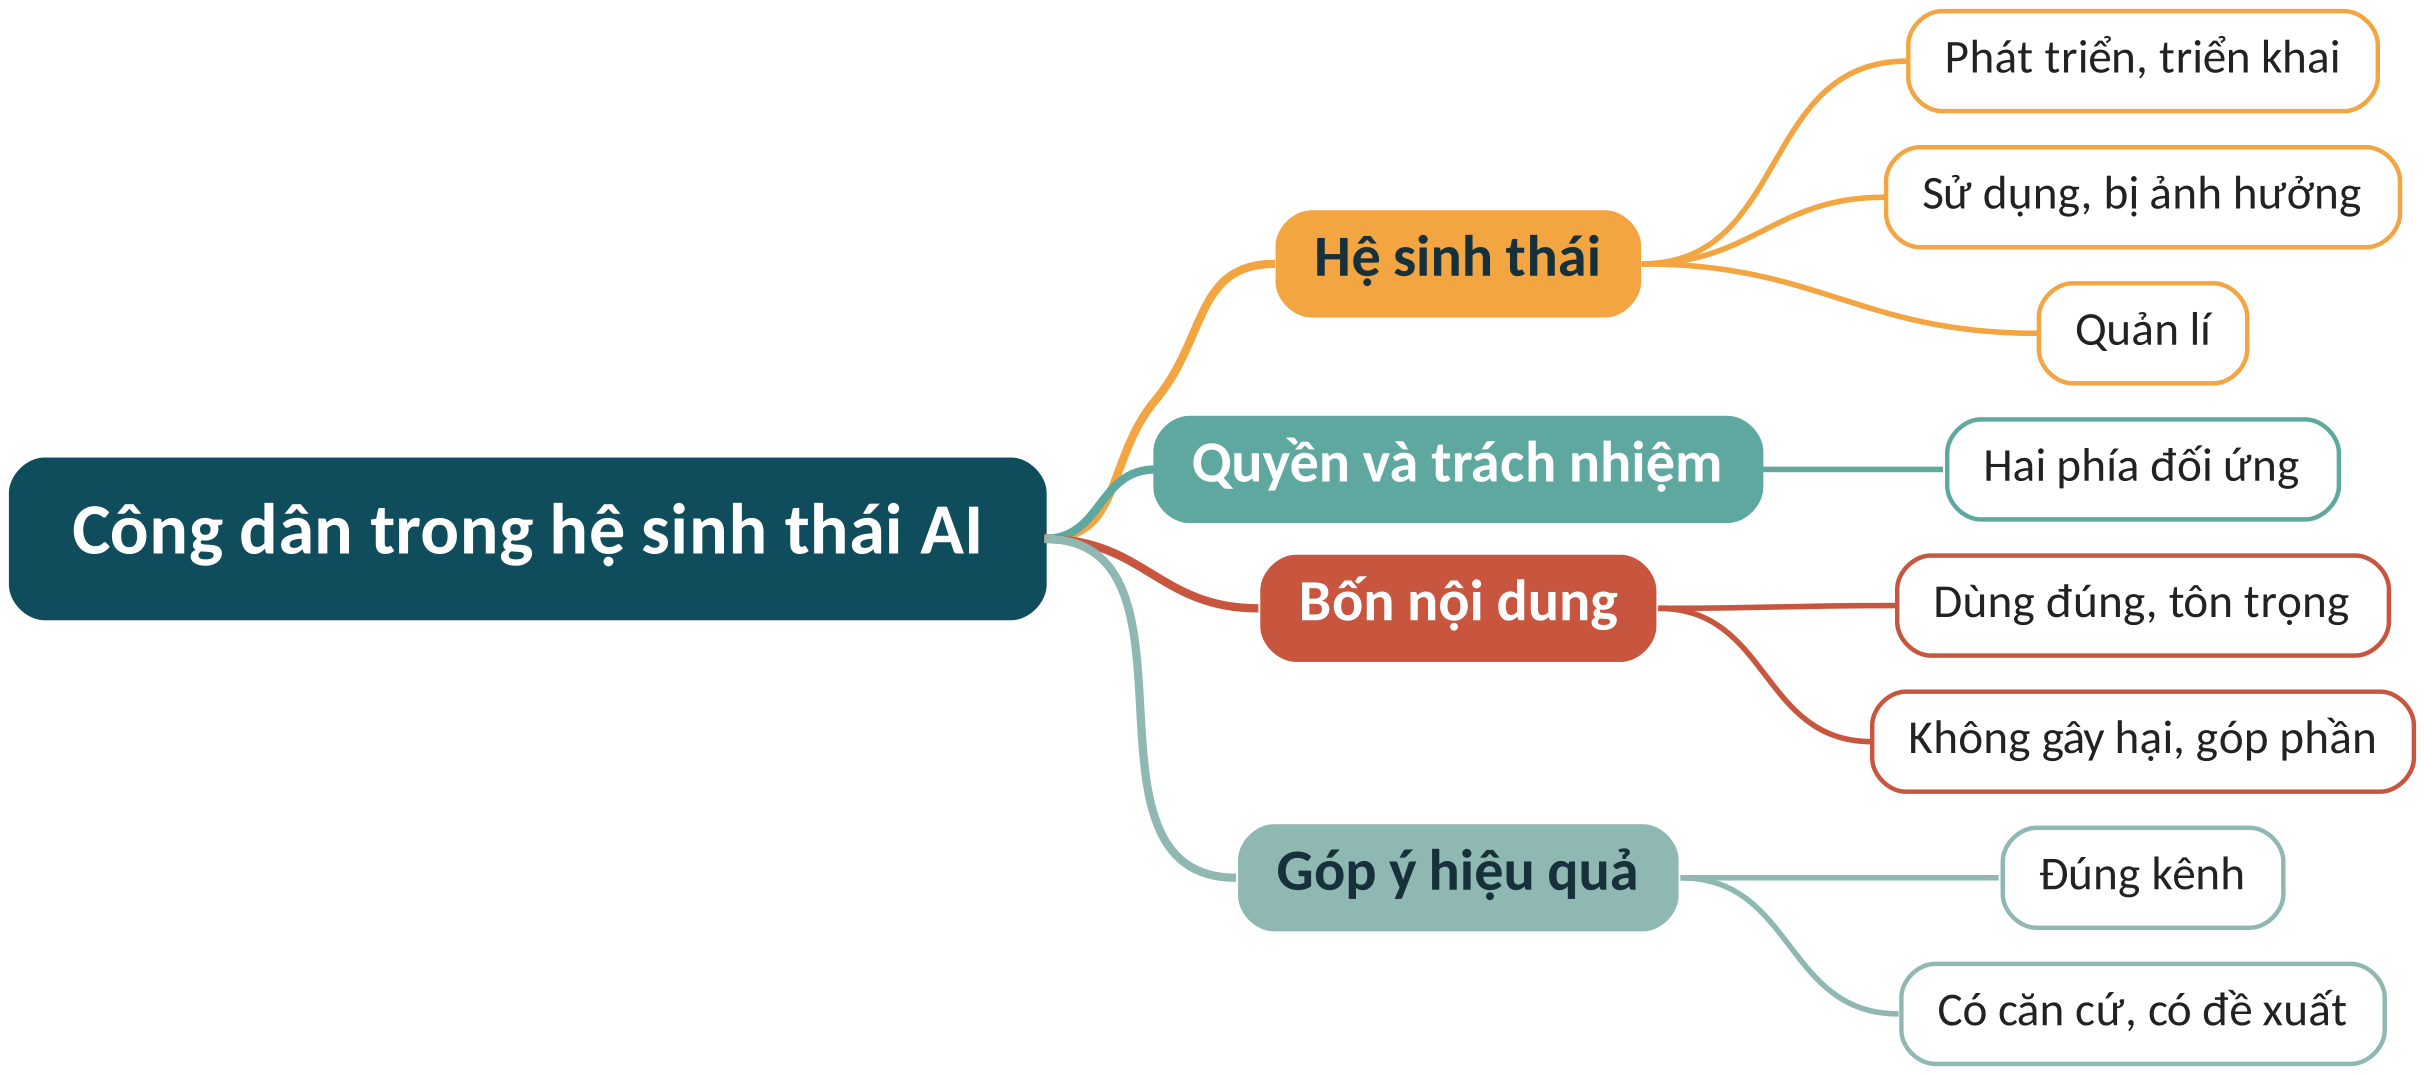 Công dân trong hệ sinh thái AI
Hệ sinh thái
Phát triển, triển khai
Sử dụng, bị ảnh hưởng
Quản lí
Quyền và trách nhiệm
Hai phía đối ứng
Bốn nội dung
Dùng đúng, tôn trọng
Không gây hại, góp phần
Góp ý hiệu quả
Đúng kênh
Có căn cứ, có đề xuất